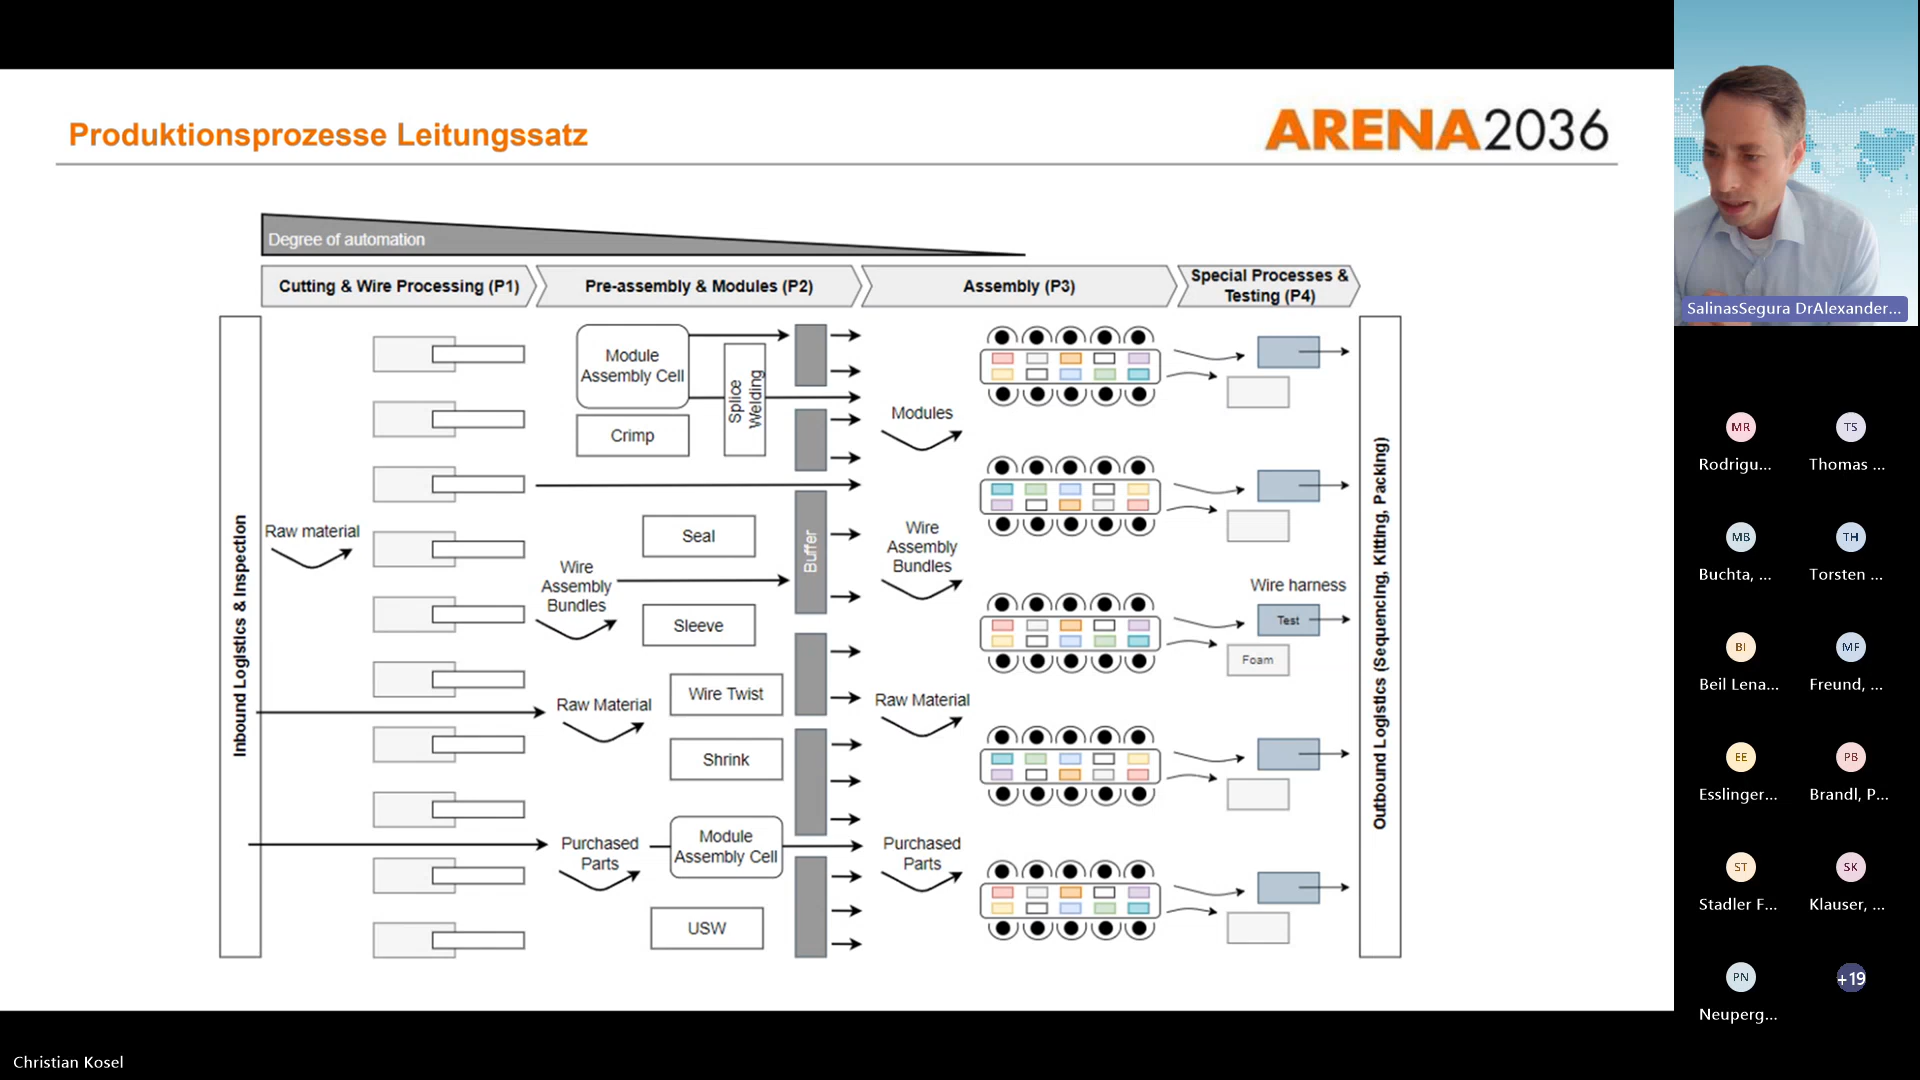 Produktionsprozesse Leitungssatz
ARENA2036
Degree of automation
Cutting & Wire Processing (P1)
Pre-assembly & Modules (P2)
Assembly (P3)
Special Processes &
Testing (P4)
Inbound Logistics & Inspection
Raw material
Module
Assembly Cell
Crimp
Splice
Welding
Seal
Wire
Assembly
Bundles
Sleeve
Buffer
Raw Material
Wire Twist
Shrink
Purchased
Parts
Module
Assembly Cell
USW
Modules
Wire
Assembly
Bundles
Raw Material
Purchased
Parts
Wire harness
Test
Foam
Outbound Logistics (Sequencing, Kitting, Packing)
SalinasSegura DrAlexander...
MR
Rodrigu...
TS
Thomas ...
MB
Buchta, ...
TH
Torsten ...
BI
Beil Lena...
MF
Freund, ...
EE
Esslinger...
PB
Brandl, P...
ST
Stadler F...
SK
Klauser, ...
PN
Neuperg...
+19
Christian Kosel